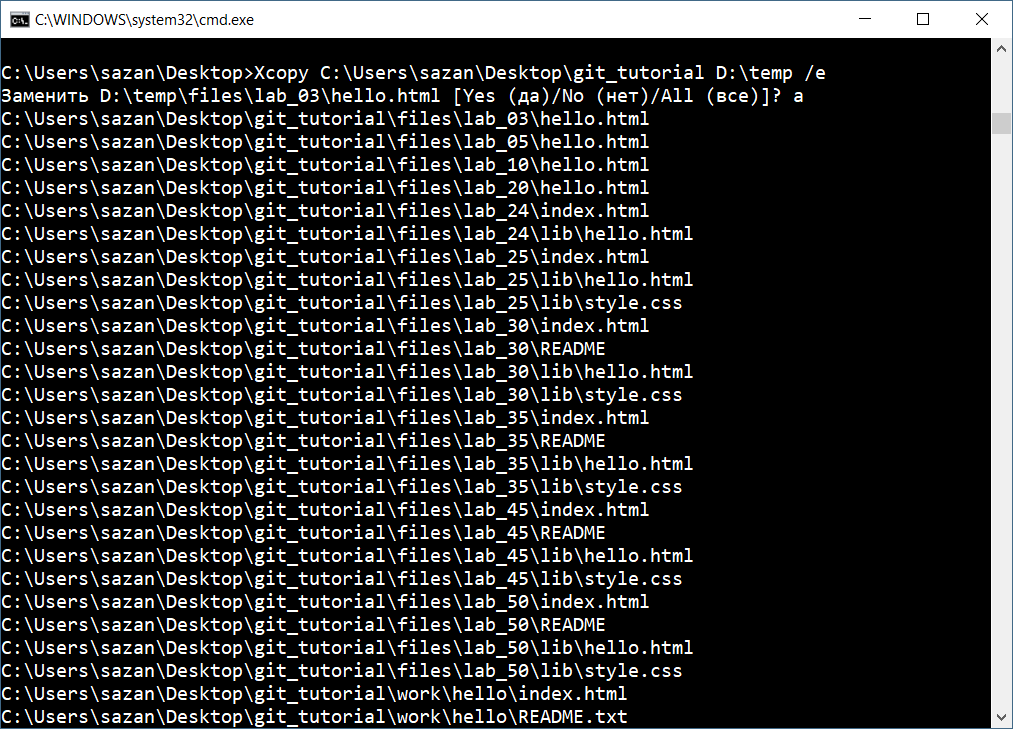 C:\WINDOWS\system32\cmd.exe
C:\Users\sazan\Desktop>Xcopy C:\Users\sazan\Desktop\git_tutorial D:\temp /e
Заменить D:\temp\files\lab_03\hello.html [Yes (да)/No (нет)/All (все)]? a
C:\Users\sazan\Desktop\git_tutorial\files\lab_03\hello.html
C:\Users\sazan\Desktop\git_tutorial\files\lab_05\hello.html
C:\Users\sazan\Desktop\git_tutorial\files\lab_10\hello.html
C:\Users\sazan\Desktop\git_tutorial\files\lab_20\hello.html
C:\Users\sazan\Desktop\git_tutorial\files\lab_24\index.html
C:\Users\sazan\Desktop\git_tutorial\files\lab_24\lib\hello.html
C:\Users\sazan\Desktop\git_tutorial\files\lab_25\index.html
C:\Users\sazan\Desktop\git_tutorial\files\lab_25\lib\hello.html
C:\Users\sazan\Desktop\git_tutorial\files\lab_25\lib\style.css
C:\Users\sazan\Desktop\git_tutorial\files\lab_30\index.html
C:\Users\sazan\Desktop\git_tutorial\files\lab_30\README
C:\Users\sazan\Desktop\git_tutorial\files\lab_30\lib\hello.html
C:\Users\sazan\Desktop\git_tutorial\files\lab_30\lib\style.css
C:\Users\sazan\Desktop\git_tutorial\files\lab_35\index.html
C:\Users\sazan\Desktop\git_tutorial\files\lab_35\README
C:\Users\sazan\Desktop\git_tutorial\files\lab_35\lib\hello.html
C:\Users\sazan\Desktop\git_tutorial\files\lab_35\lib\style.css
C:\Users\sazan\Desktop\git_tutorial\files\lab_45\index.html
C:\Users\sazan\Desktop\git_tutorial\files\lab_45\README
C:\Users\sazan\Desktop\git_tutorial\files\lab_45\lib\hello.html
C:\Users\sazan\Desktop\git_tutorial\files\lab_45\lib\style.css
C:\Users\sazan\Desktop\git_tutorial\files\lab_50\index.html
C:\Users\sazan\Desktop\git_tutorial\files\lab_50\README
C:\Users\sazan\Desktop\git_tutorial\files\lab_50\lib\hello.html
C:\Users\sazan\Desktop\git_tutorial\files\lab_50\lib\style.css
C:\Users\sazan\Desktop\git_tutorial\work\hello\index.html
C:\Users\sazan\Desktop\git_tutorial\work\hello\README.txt